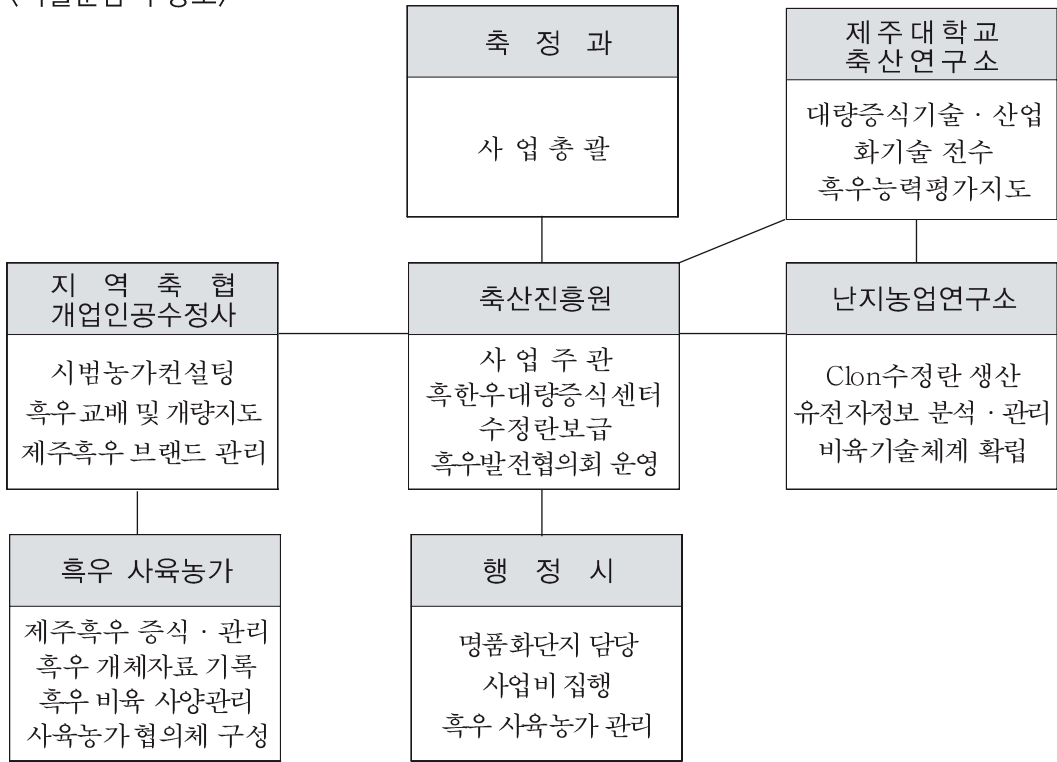 축 정 과
사 업 총 괄
제 주 대 학 교
축 산 연 구 소
대량증식기술 · 산업
화기술 전수
흑우능력평가지도
지 역 축 협
개업인공수정사
시범농가컨설팅
흑우교배 및 개량지도
제주흑우 브랜드 관리
축산진흥원
사 업 주 관
흑한우대량증식센터
수정란보급
흑우발전협의회 운영
난지농업연구소
Clon수정란 생산
유전자정보 분석 · 관리
비육기술체계 확립
흑우 사육농가
제주흑우 증식 · 관리
흑우 개체자료 기록
흑우 비육 사양관리
사육농가협의체 구성
행 정 시
명품화단지 담당
사업비 집행
흑우 사육농가 관리